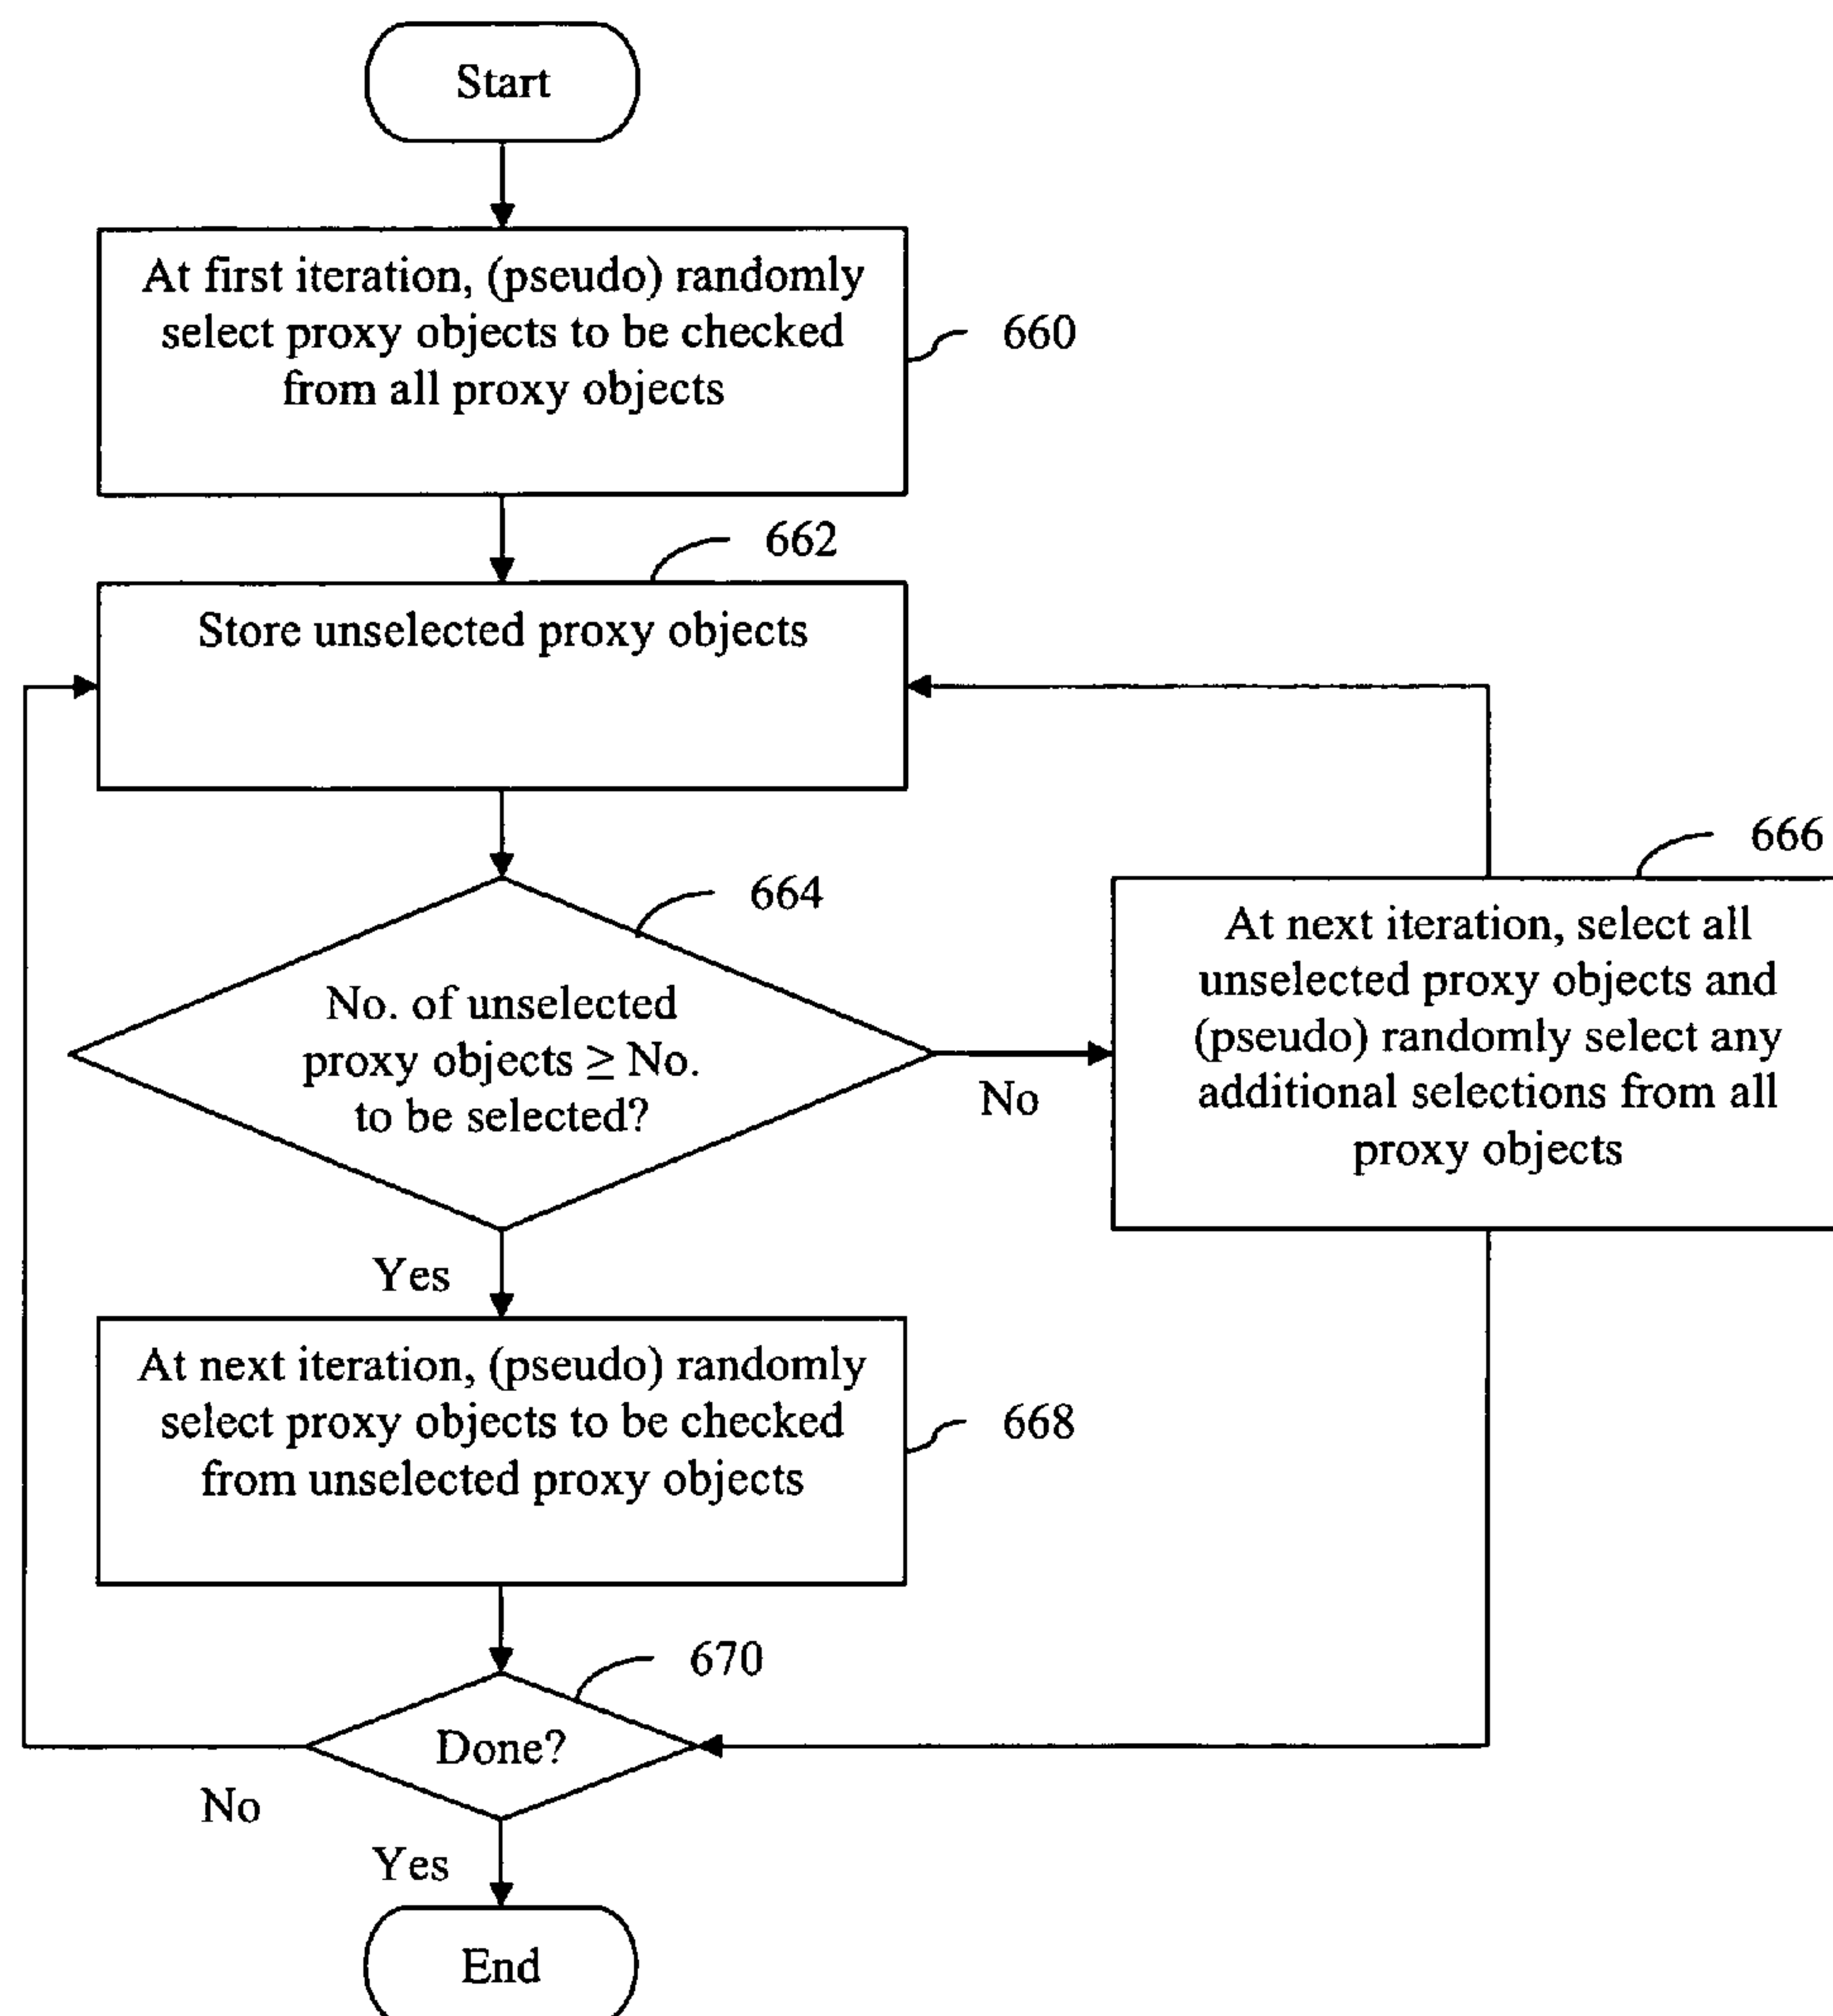 Start
At first iteration, (pseudo) randomly
select proxy objects to be checked
from all proxy objects
660
662
Store unselected proxy objects
664
No. of unselected
proxy objects ≥ No.
to be selected?
No
666
At next iteration, select all
unselected proxy objects and
(pseudo) randomly select any
additional selections from all
proxy objects
Yes
At next iteration, (pseudo) randomly
select proxy objects to be checked
from unselected proxy objects
668
670
Done?
No
Yes
End